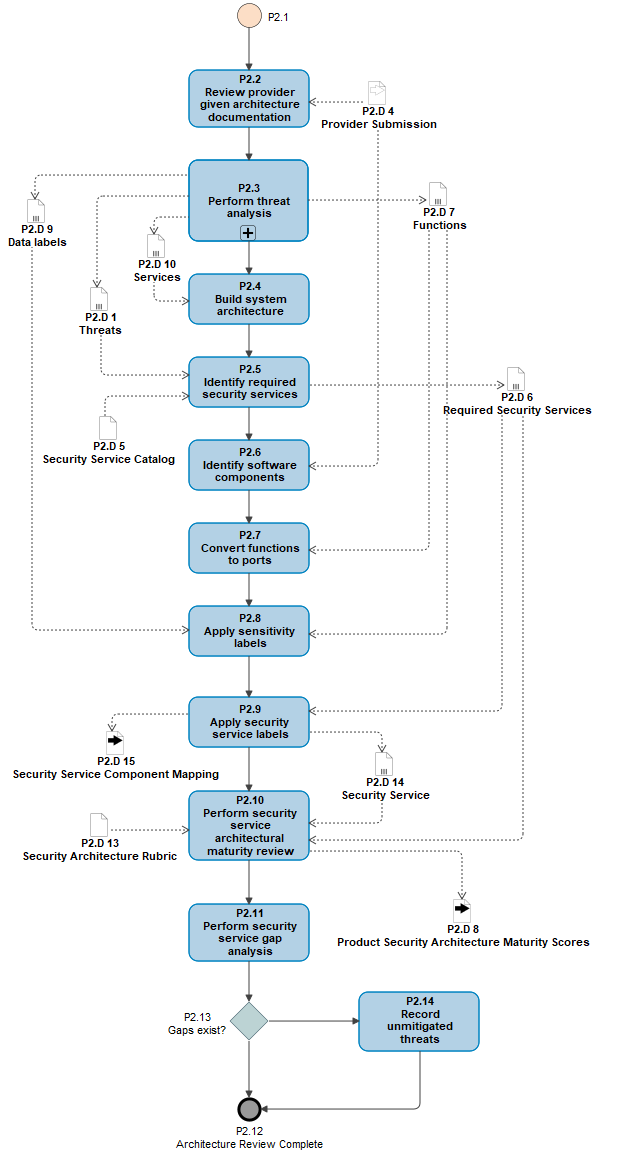 P2.1
P2.2
Review provider
given architecture
documentation
P2.D 4
Provider Submission
P2.3
Perform threat
analysis
P2.D 9
Data labels
P2.D 7
Functions
P2.D 10
Services
P2.4
Build system
architecture
P2.D 1
Threats
P2.5
Identify required
security services
P2.D 6
Required Security Services
P2.D 5
Security Service Catalog
P2.6
Identify software
components
P2.7
Convert functions
to ports
P2.8
Apply sensitivity
labels
P2.9
Apply security
service labels
P2.D 15
Security Service Component Mapping
P2.D 14
Security Service
P2.10
Perform security
service
architectural
maturity review
P2.D 13
Security Architecture Rubric
P2.D 8
Product Security Architecture Maturity Scores
P2.11
Perform security
service gap
analysis
P2.13
Gaps exist?
P2.14
Record
unmitigated
threats
P2.12
Architecture Review Complete